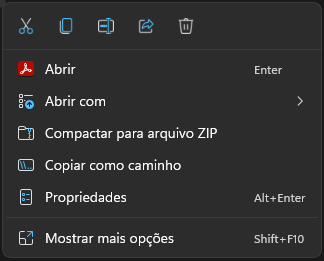 Abrir Enter
Abrir com
Compactar para arquivo ZIP
Copiar como caminho
Propriedades Alt+Enter
Mostrar mais opções Shift+F10